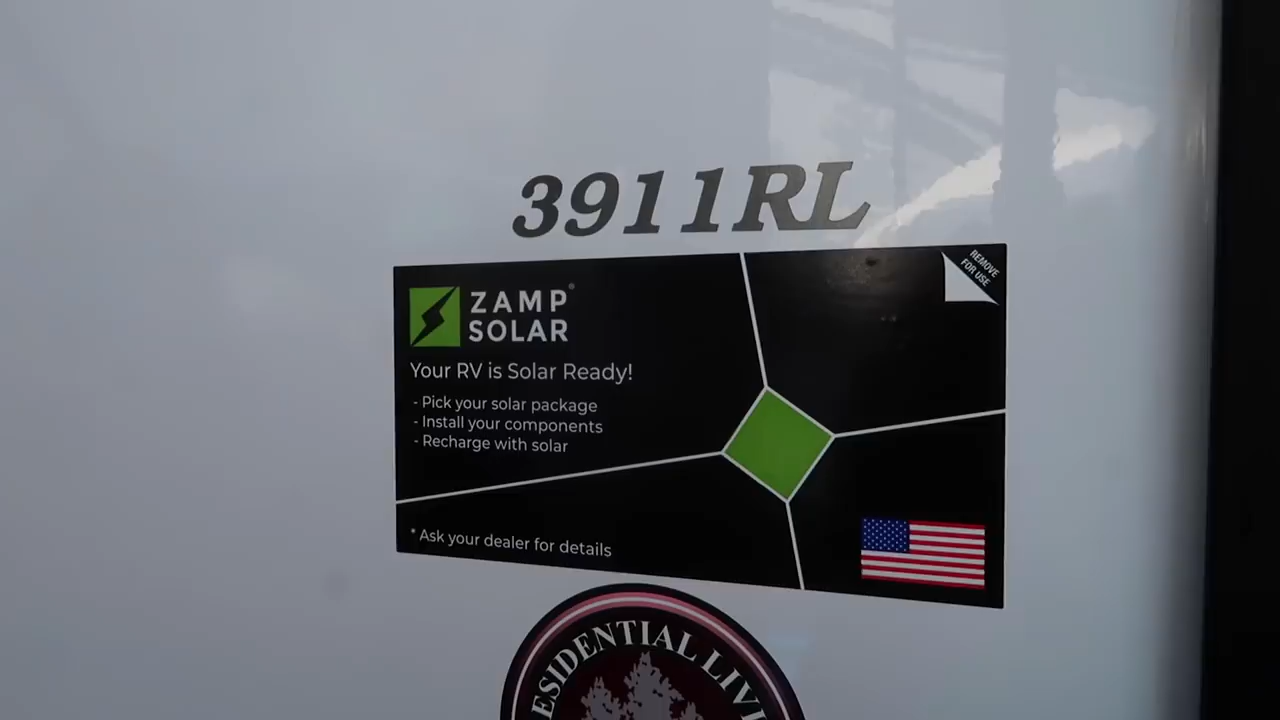 3911RL
ZAMP®
SOLAR
REMOVE
FOR USE
Your RV is Solar Ready!
- Pick your solar package
- Install your components
- Recharge with solar
* Ask your dealer for details